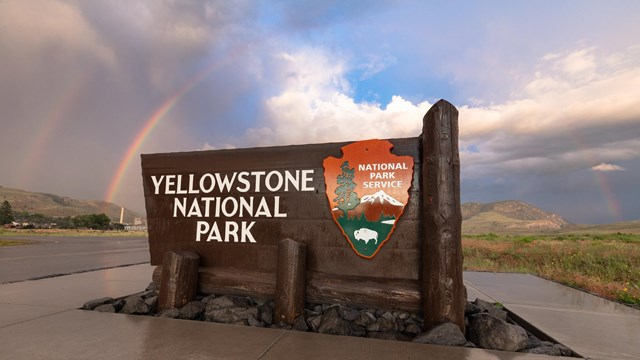 YELLOWSTONE
NATIONAL
PARK
NATIONAL
PARK
SERVICE